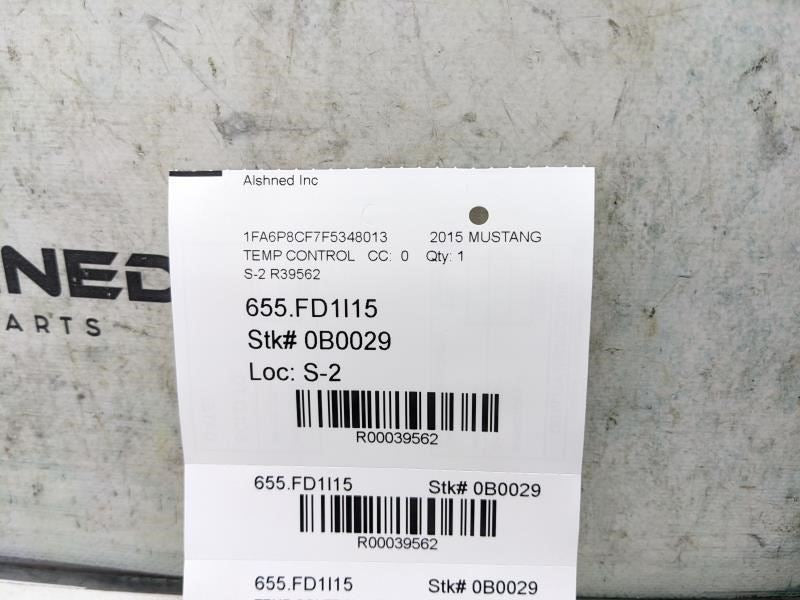 Alshned Inc
1FA6P8CF7F5348013 2015 MUSTANG
TEMP CONTROL CC: 0 Qty: 1
S-2 R39562
655.FD1I15
Stk# 0B0029
Loc: S-2
R00039562
655.FD1I15 Stk# 0B0029
R00039562
655.FD1I15 Stk# 0B0029
NED
ARTS